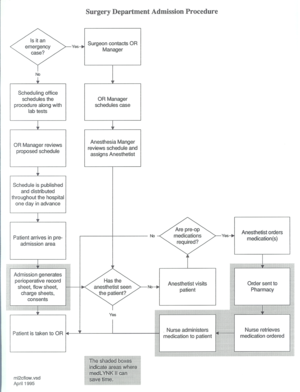 Surgery Department Admission Procedure
Is it an
emergency
case?
Yes
Surgeon contacts OR
Manager
No
Scheduling office
schedules the
procedure along with
lab tests
OR Manager
schedules case
OR Manager reviews
proposed schedule
Anesthesia Manger
reviews schedule and
assigns Anesthetist
Schedule is published
and distributed
throughout the hospital
one day in advance
Patient arrives in pre-
admission area
No
Are pre-op
medications
required?
Yes
Anesthetist orders
medication(s)
Admission generates
perioperative record
sheet, flow sheet,
charge sheets,
consents
Has the
anesthetist seen
the patient?
No
Anesthetist visits
patient
Order sent to
Pharmacy
Yes
Patient is taken to OR
Nurse administers
medication to patient
Nurse retrieves
medication ordered
The shaded boxes
indicate areas where
medLYNX II can
save time.
April 1995